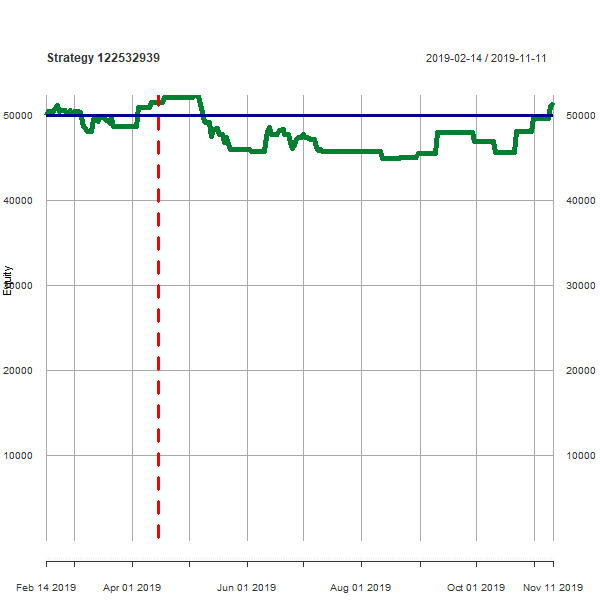 Strategy 122532939
2019-02-14 / 2019-11-11
50000 50000
40000 40000
Equity
30000 30000
20000 20000
10000 10000
Feb 14 2019 Apr 01 2019 Jun 01 2019 Aug 01 2019 Oct 01 2019 Nov 11 2019